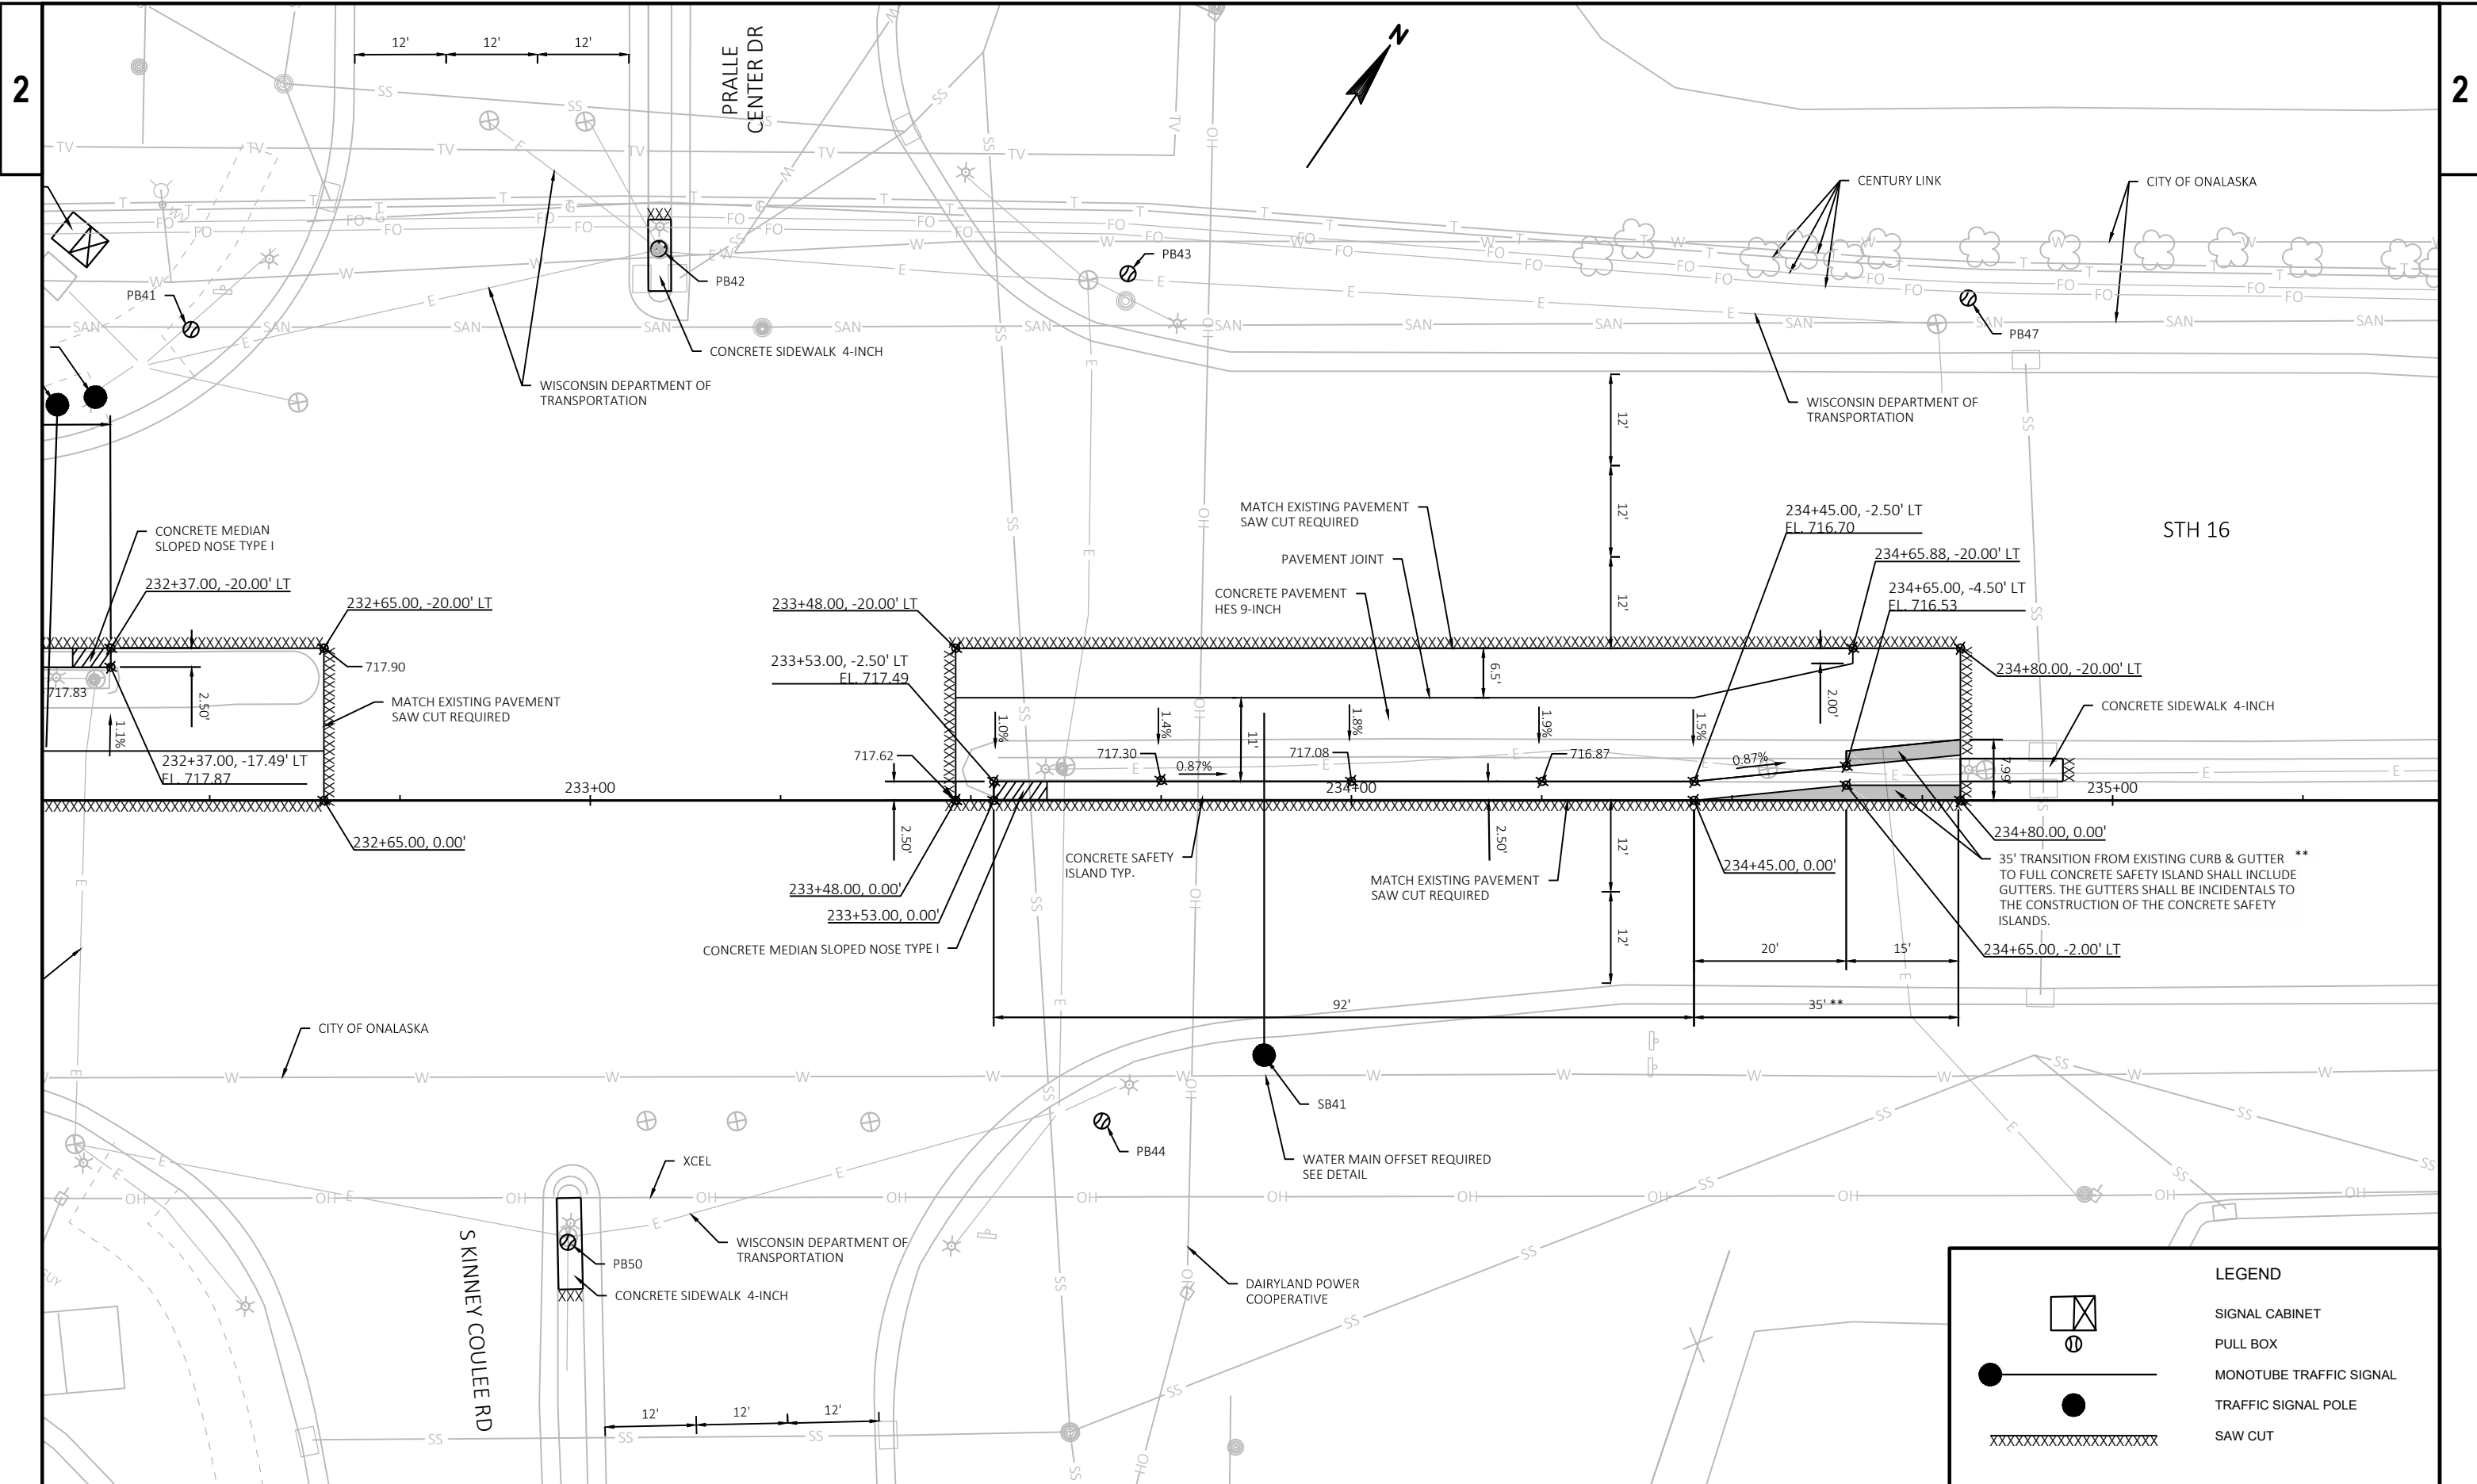 2
2
12'
12'
12'
PRALLE
CENTER DR
N
CENTURY LINK
CITY OF ONALASKA
PB41
PB42
PB43
PB47
CONCRETE SIDEWALK 4-INCH
WISCONSIN DEPARTMENT OF
TRANSPORTATION
WISCONSIN DEPARTMENT OF
TRANSPORTATION
12'
12'
12'
STH 16
CONCRETE MEDIAN
SLOPED NOSE TYPE I
232+37.00, -20.00' LT
232+65.00, -20.00' LT
717.90
717.83
2.50'
1.1%
MATCH EXISTING PAVEMENT
SAW CUT REQUIRED
232+37.00, -17.49' LT
EL. 717.87
232+65.00, 0.00'
233+00
MATCH EXISTING PAVEMENT
SAW CUT REQUIRED
PAVEMENT JOINT
CONCRETE PAVEMENT
HES 9-INCH
233+48.00, -20.00' LT
233+53.00, -2.50' LT
EL. 717.49
717.62
1.0%
1.4%
1.8%
1.9%
1.5%
11'
6.5'
717.30
0.87%
717.08
716.87
0.87%
234+00
234+45.00, -2.50' LT
EL. 716.70
234+65.88, -20.00' LT
234+65.00, -4.50' LT
EL. 716.53
2.00'
234+80.00, -20.00' LT
CONCRETE SIDEWALK 4-INCH
7.99'
235+00
2.50'
2.50'
12'
12'
233+48.00, 0.00'
233+53.00, 0.00'
CONCRETE MEDIAN SLOPED NOSE TYPE I
CONCRETE SAFETY
ISLAND TYP.
MATCH EXISTING PAVEMENT
SAW CUT REQUIRED
234+45.00, 0.00'
234+80.00, 0.00'
35' TRANSITION FROM EXISTING CURB & GUTTER **
TO FULL CONCRETE SAFETY ISLAND SHALL INCLUDE
GUTTERS. THE GUTTERS SHALL BE INCIDENTALS TO
THE CONSTRUCTION OF THE CONCRETE SAFETY
ISLANDS.
234+65.00, -2.00' LT
20'
15'
92'
35' **
CITY OF ONALASKA
SB41
WATER MAIN OFFSET REQUIRED
SEE DETAIL
PB44
XCEL
WISCONSIN DEPARTMENT OF
TRANSPORTATION
PB50
CONCRETE SIDEWALK 4-INCH
S KINNEY COULEE RD
DAIRYLAND POWER
COOPERATIVE
12'
12'
12'
LEGEND
SIGNAL CABINET
PULL BOX
MONOTUBE TRAFFIC SIGNAL
TRAFFIC SIGNAL POLE
SAW CUT